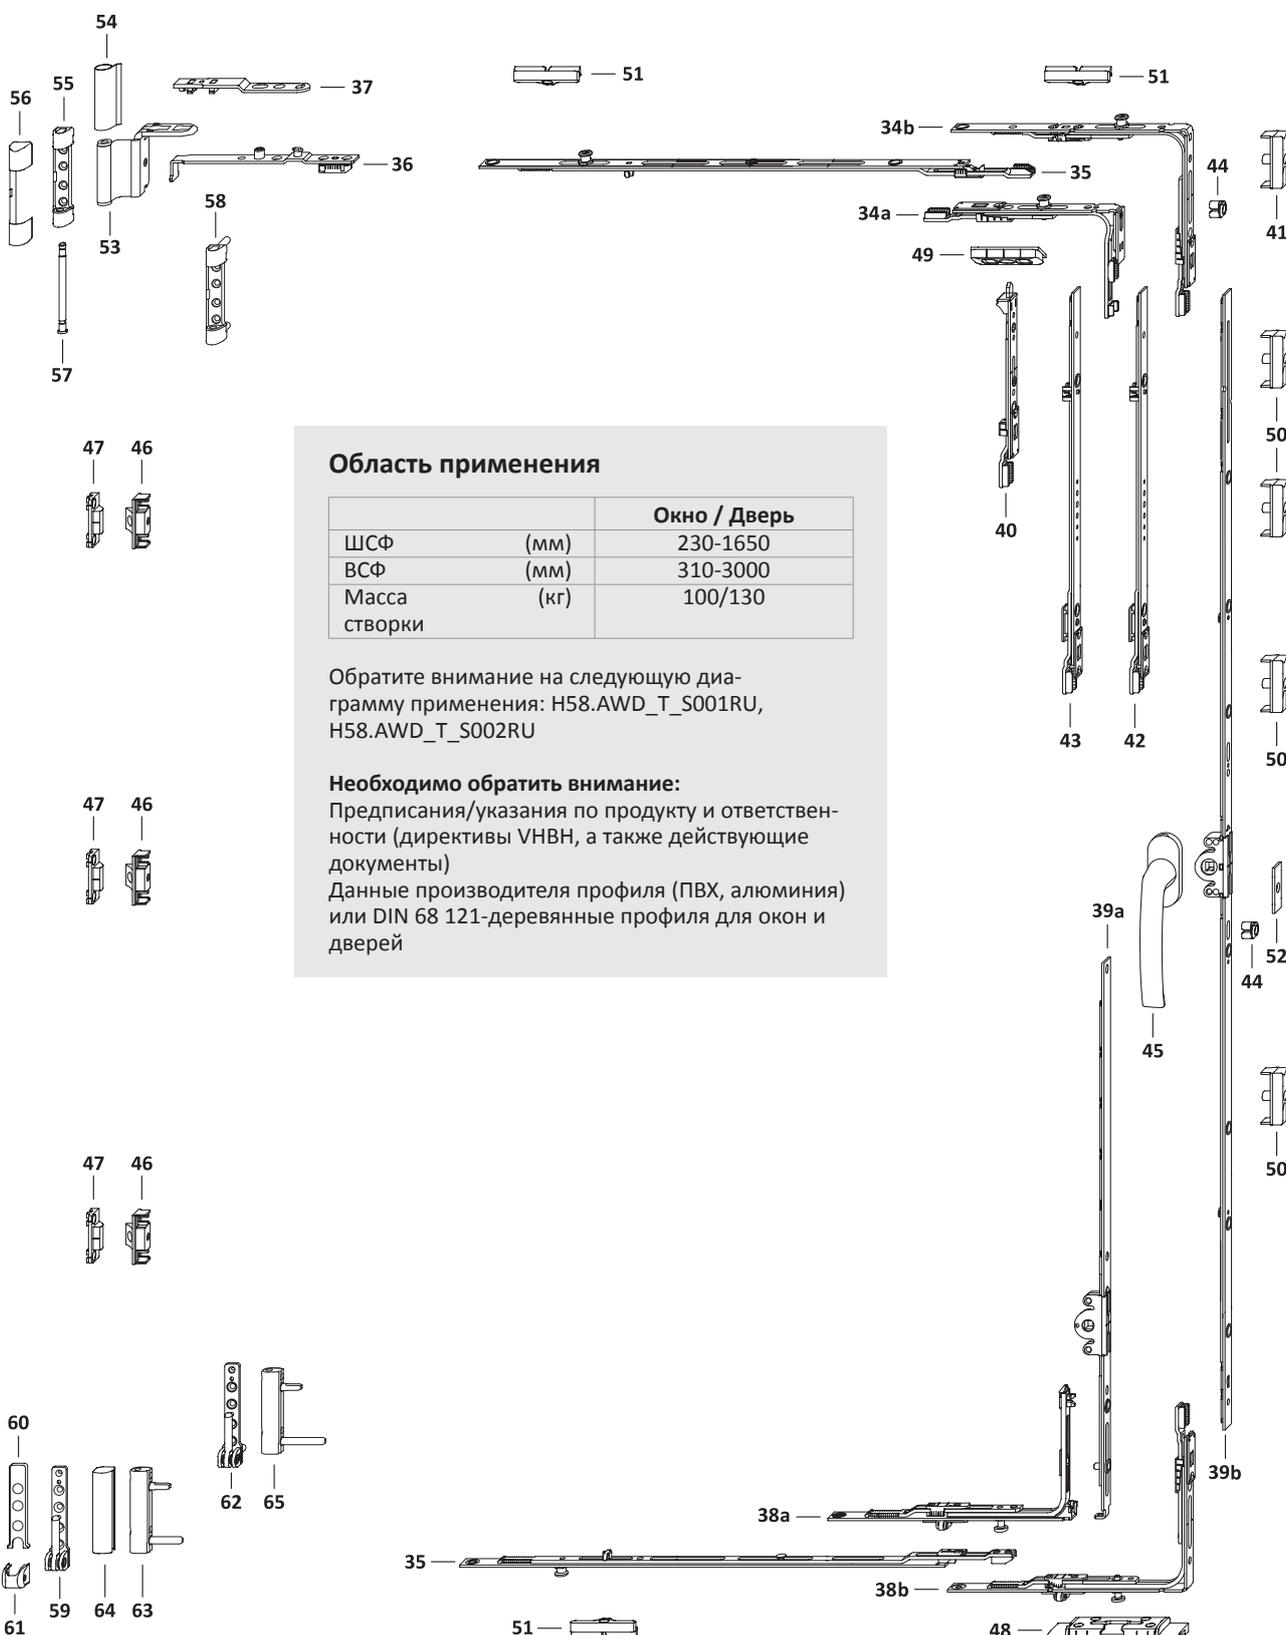 54
51
51
37
55
56
34b
44
36
35
58
34a
41
53
49
57
50
47 46
Область применения
Окно / Дверь
40
ШСФ (мм) 230-1650
ВСФ (мм) 310-3000
Масса (кг) 100/130
створки
Обратите внимание на следующую диа-
грамму применения: H58.AWD_T_S001RU,
H58.AWD_T_S002RU
43 42
50
Необходимо обратить внимание:
47 46
Предписания/указания по продукту и ответствен-
ности (директивы VHBH, а также действующие
документы)
Данные производителя профиля (ПВХ, алюминия)
или DIN 68 121-деревянные профиля для окон и
дверей
39a
52
44
45
47 46
50
60
39b
62 65
38a
35
38b
59 64 63
61
51
48